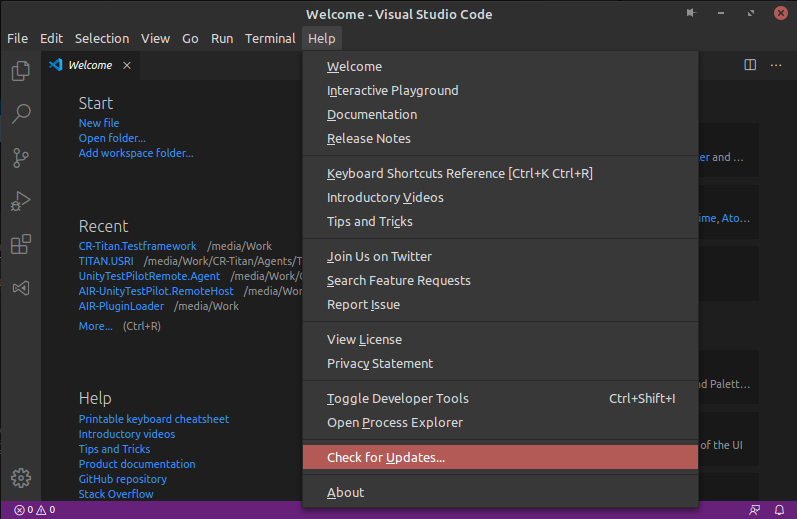 Welcome - Visual Studio Code
File Edit Selection View Go Run Terminal Help
Welcome
Start
New file
Open folder...
Add workspace folder...
Recent
CR-Titan.Testframework /media/Work
TITAN.USRI /media/Work/CR-Titan/Agents/T
UnityTestPilotRemote.Agent /media/Work/
AIR-UnityTestPilot.RemoteHost /media/Wor
AIR-PluginLoader /media/Work
More... (Ctrl+R)
Help
Printable keyboard cheatsheet
Introductory videos
Tips and Tricks
Product documentation
GitHub repository
Stack Overflow
Welcome
Interactive Playground
Documentation
Release Notes
Keyboard Shortcuts Reference [Ctrl+K Ctrl+R]
Introductory Videos
Tips and Tricks
Join Us on Twitter
Search Feature Requests
Report Issue
View License
Privacy Statement
Toggle Developer Tools Ctrl+Shift+I
Open Process Explorer
Check for Updates...
About
er and ...
ime, Ato...
nd Palett...
of the UI
0 0